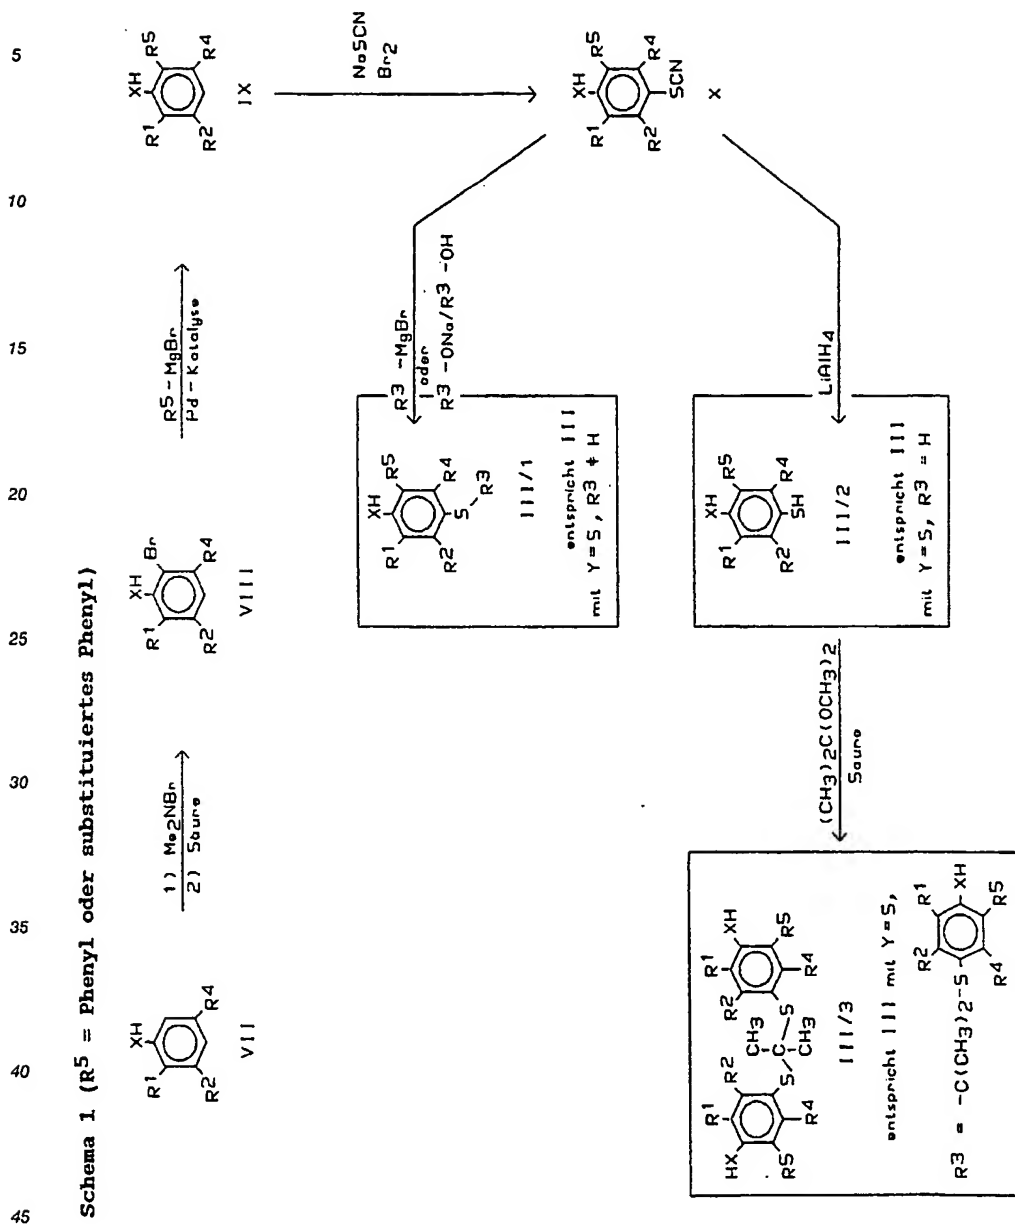 Schema 1 (R5 = Phenyl oder substituiertes Phenyl)
XH
R1
R2
R4
VII
1) Me2NBr
2) Säure
XH
R1
Br
R2
R4
VIII
R5-MgBr
Pd-Katalyse
XH
R1
R5
R2
R4
IX
NaSCN
Br2
XH
R1
R5
R2
R4
SCN
X
R3-MgBr
oder
R3-ONa/R3-OH
XH
R1
R5
R2
R4
S
R3
III/1
entspricht III
mit Y=S, R3 ≠ H
LiAlH4
XH
R1
R5
R2
R4
SH
III/2
entspricht III
mit Y=S, R3 = H
(CH3)2C(OCH3)2
Säure
R1
R2
HX
R5
R4
CH3
S-C-S
CH3
R1
R2
XH
R5
R4
III/3
entspricht III mit Y=S,
R3 = -C(CH3)2-S
R2
R1
XH
R4
R5
5
10
15
20
25
30
35
40
45